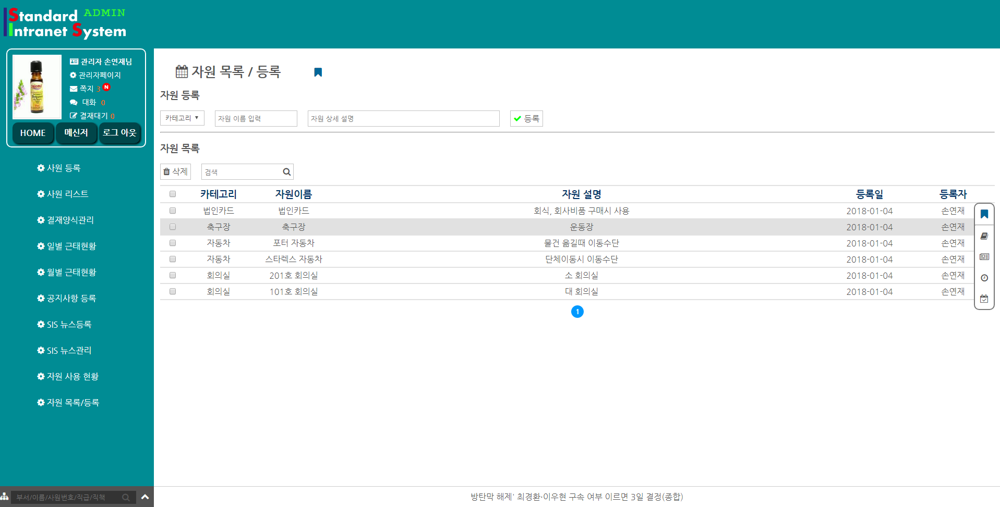 Standard ADMIN
Intranet System
관리자 손연재님
관리자페이지
쪽지 3 N
대화 0
결재대기 0
HOME 메신저 로그 아웃
사원 등록
사원 리스트
결재양식관리
일별 근태현황
월별 근태현황
공지사항 등록
SIS 뉴스등록
SIS 뉴스관리
자원 사용 현황
자원 목록/등록
부서/이름/사원번호/직급/직책
자원 목록 / 등록
자원 등록
카테고리 ▼ 자원 이름 입력 자원 상세 설명 등록
자원 목록
삭제 검색
카테고리 자원이름 자원 설명 등록일 등록자
법인카드 법인카드 회식, 회사비품 구매시 사용 2018-01-04 손연재
축구장 축구장 운동장 2018-01-04 손연재
자동차 포터 자동차 물건 옮길때 이동수단 2018-01-04 손연재
자동차 스타렉스 자동차 단체이동시 이동수단 2018-01-04 손연재
회의실 201호 회의실 소 회의실 2018-01-04 손연재
회의실 101호 회의실 대 회의실 2018-01-04 손연재
1
방탄막 해제' 최경환·이우현 구속 여부 이르면 3일 결정(종합)